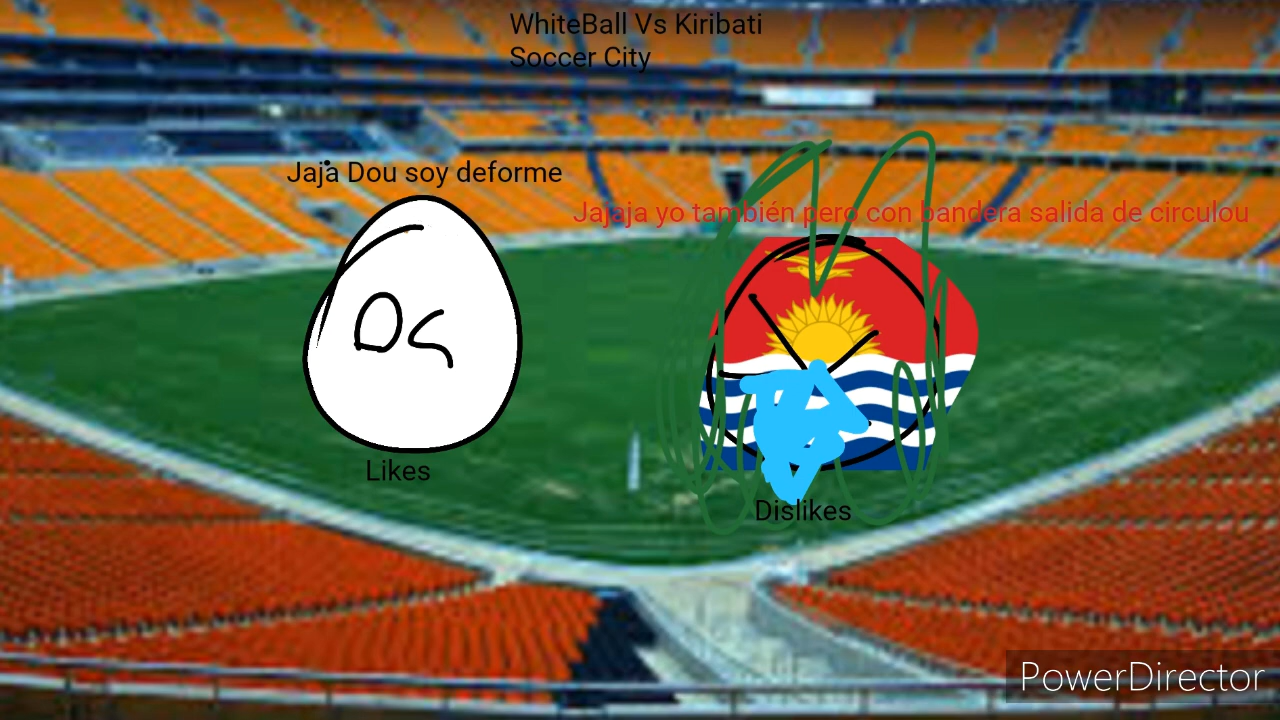 WhiteBall Vs Kiribati
Soccer City
Jaja Dou soy deforme
Jajaja yo también pero con bandera salida de circulou
Likes
Dislikes
PowerDirector